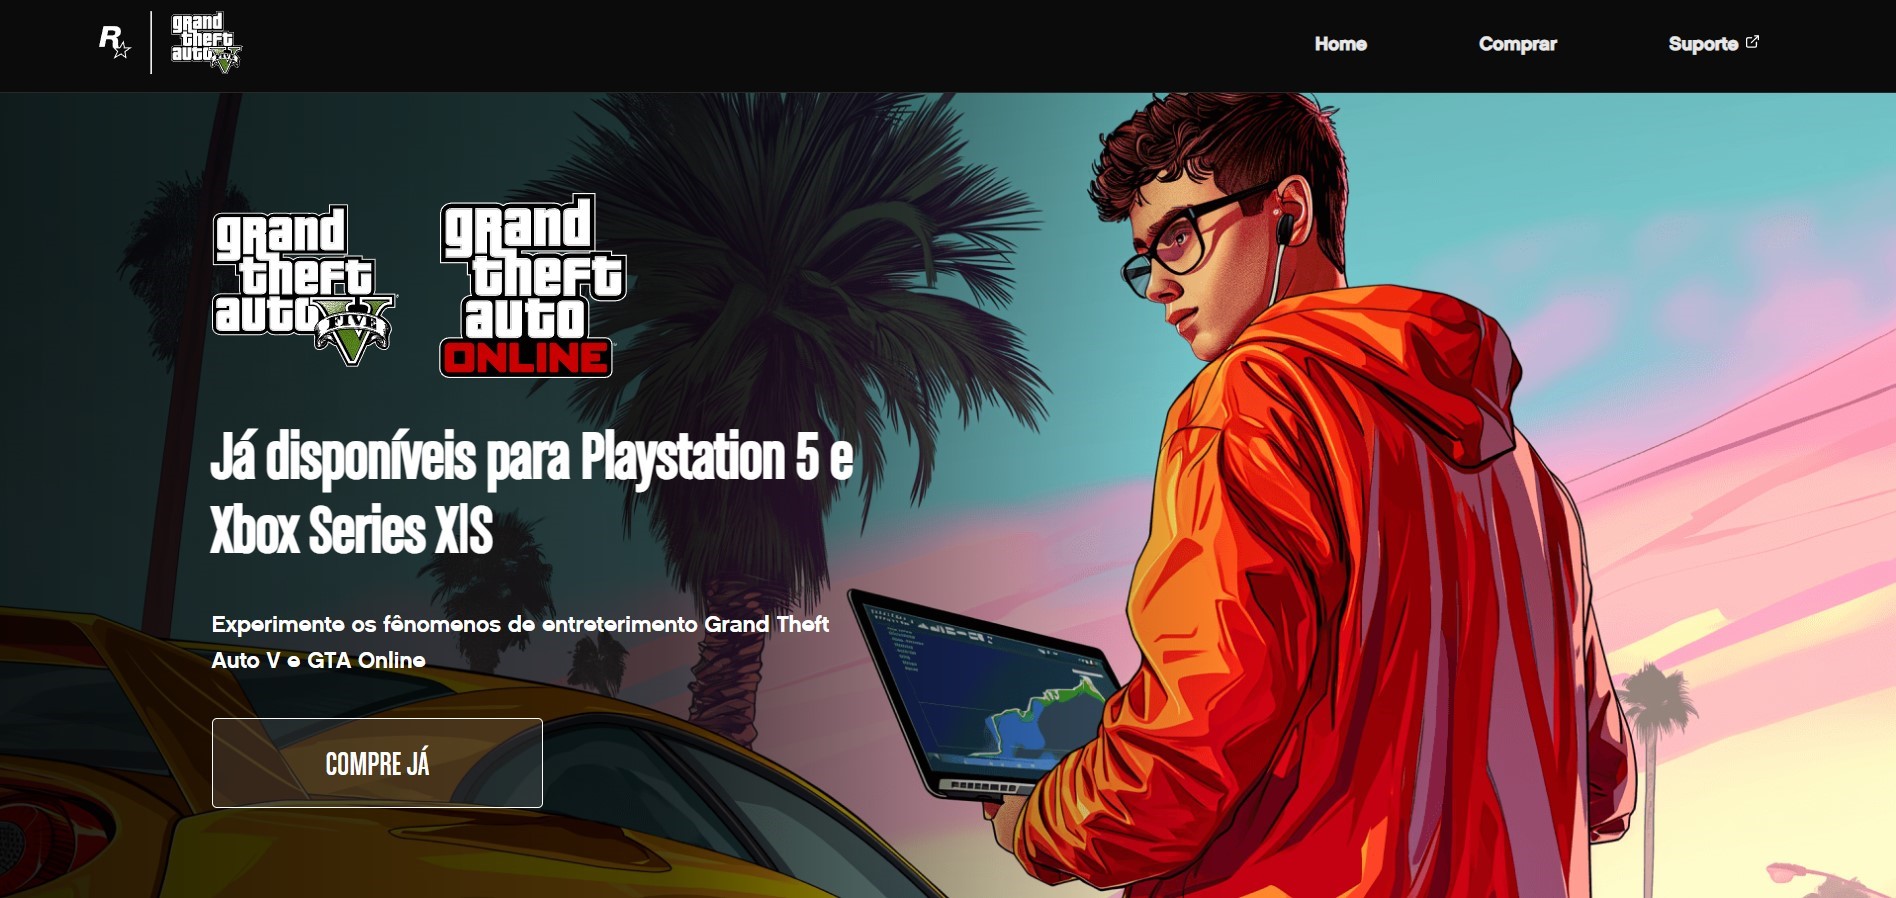 R
grand
theft
auto V
FIVE
Home
Comprar
Suporte
grand
theft
auto V
FIVE
grand
theft
auto
ONLINE
Já disponíveis para Playstation 5 e
Xbox Series X|S
Experimente os fênomenos de entreterimento Grand Theft
Auto V e GTA Online
COMPRE JÁ